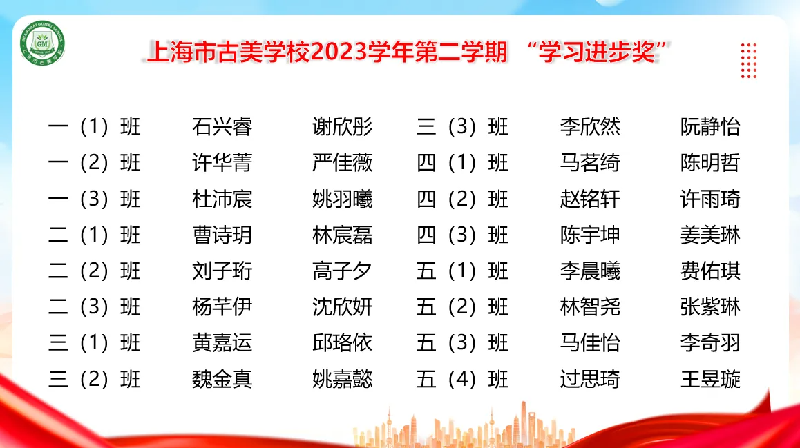 上海市古美学校2023学年第二学期 “学习进步奖”
一（1）班 石兴睿 谢欣彤 三（3）班 李欣然 阮静怡
一（2）班 许华菁 严佳薇 四（1）班 马茗绮 陈明哲
一（3）班 杜沛宸 姚羽曦 四（2）班 赵铭轩 许雨琦
二（1）班 曹诗玥 林宸磊 四（3）班 陈宇坤 姜美琳
二（2）班 刘子珩 高子夕 五（1）班 李晨曦 费佑琪
二（3）班 杨芊伊 沈欣妍 五（2）班 林智尧 张紫琳
三（1）班 黄嘉运 邱珞依 五（3）班 马佳怡 李奇羽
三（2）班 魏金真 姚嘉懿 五（4）班 过思琦 王昱璇